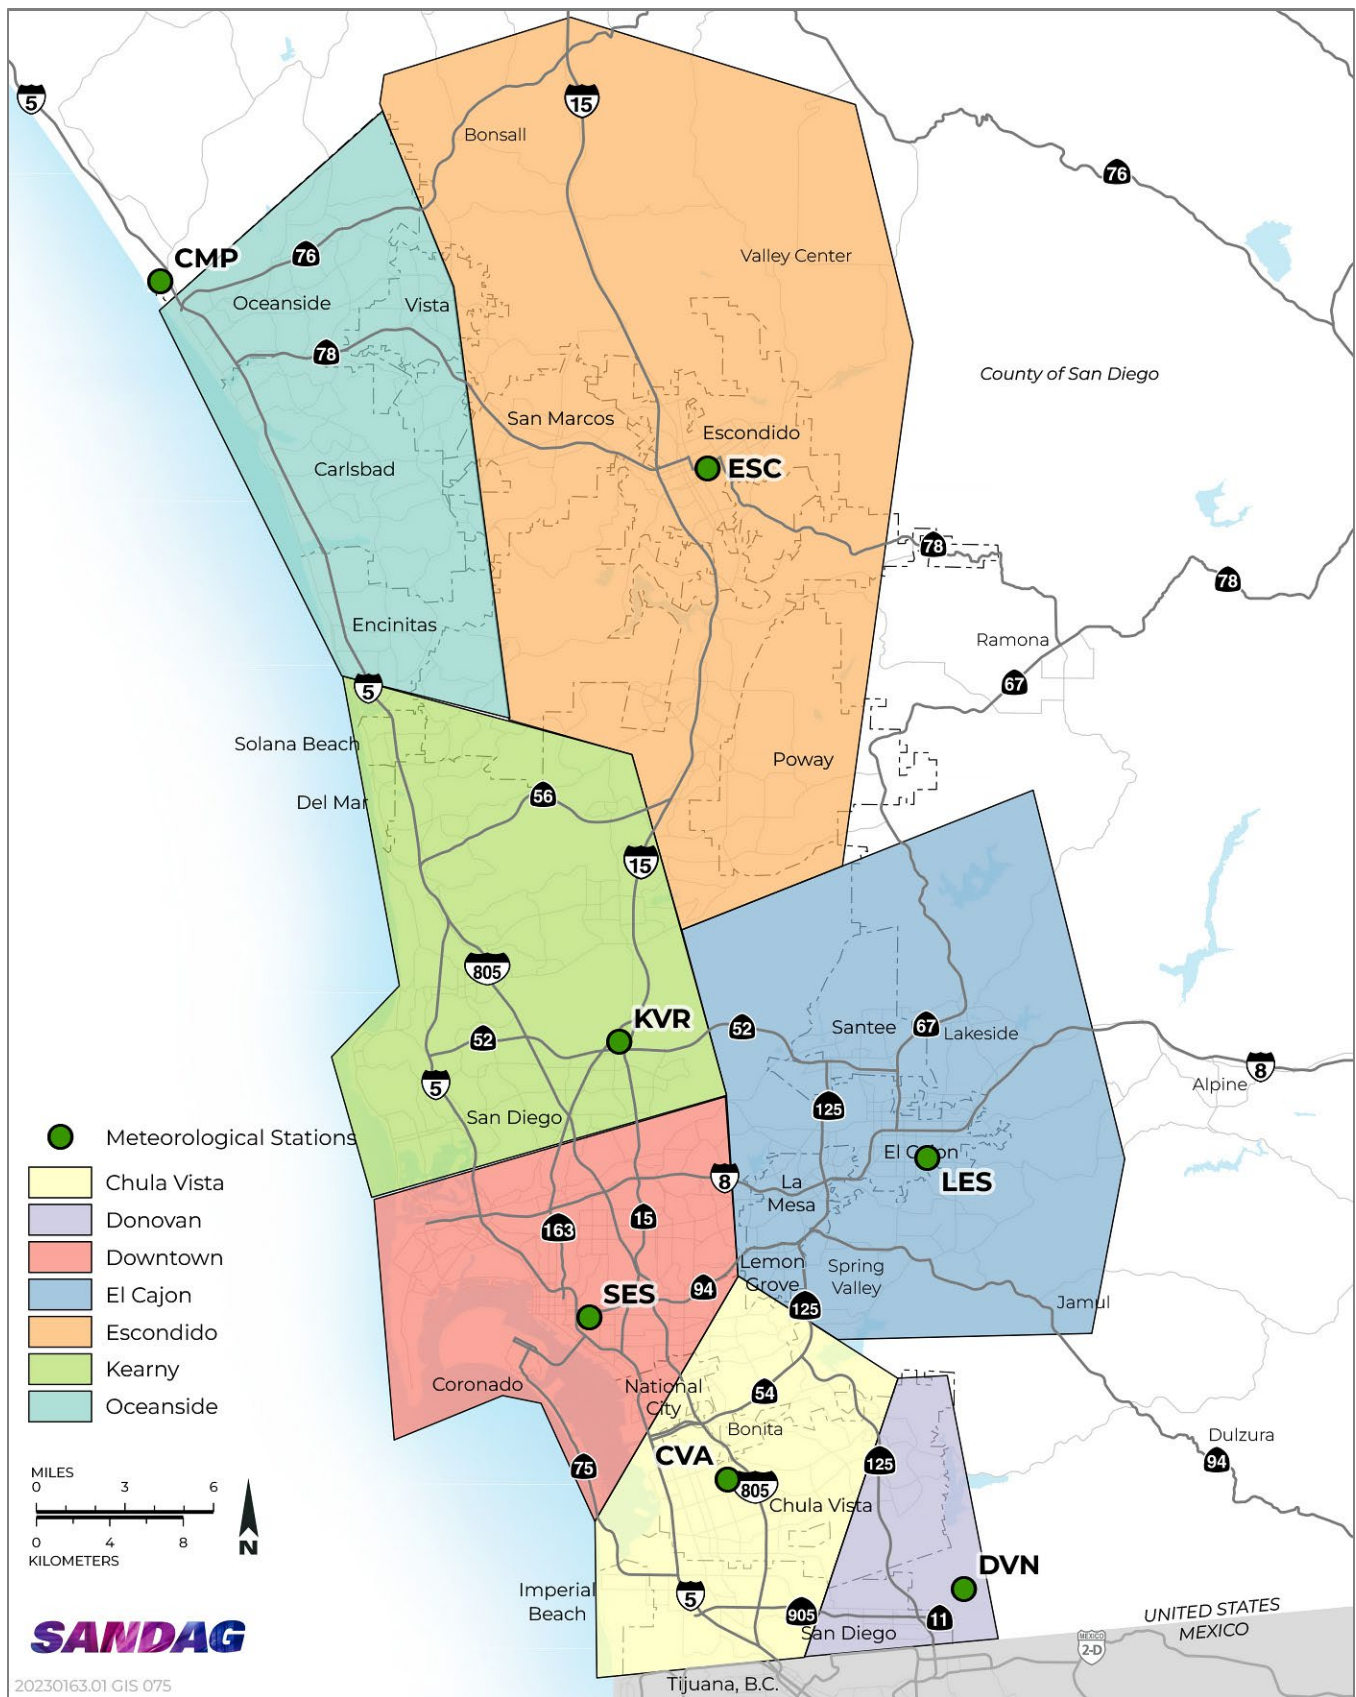 5
15
Bonsall
76
CMP
76
Valley Center
Oceanside
Vista
78
County of San Diego
San Marcos
Escondido
ESC
Carlsbad
78
78
Encinitas
Ramona
67
5
Solana Beach
Poway
56
Del Mar
15
805
KVR
52
52
Santee
67
Lakeside
8
5
Alpine
125
San Diego
Meteorological Stations
El Cajon
8
LES
La
Mesa
Chula Vista
Donovan
Downtown
El Cajon
Escondido
Kearny
Oceanside
163
15
Lemon
Grove
Spring
Valley
94
SES
125
Jamul
Coronado
National
City
54
Bonita
Dulzura
94
CVA
125
75
805
Chula Vista
MILES
0 3 6
0 4 8
KILOMETERS
N
DVN
Imperial
Beach
5
905
11
San Diego
UNITED STATES
MEXICO
MEXICO
2-D
SANDAG
Tijuana, B.C.
20230163.01 GIS 075